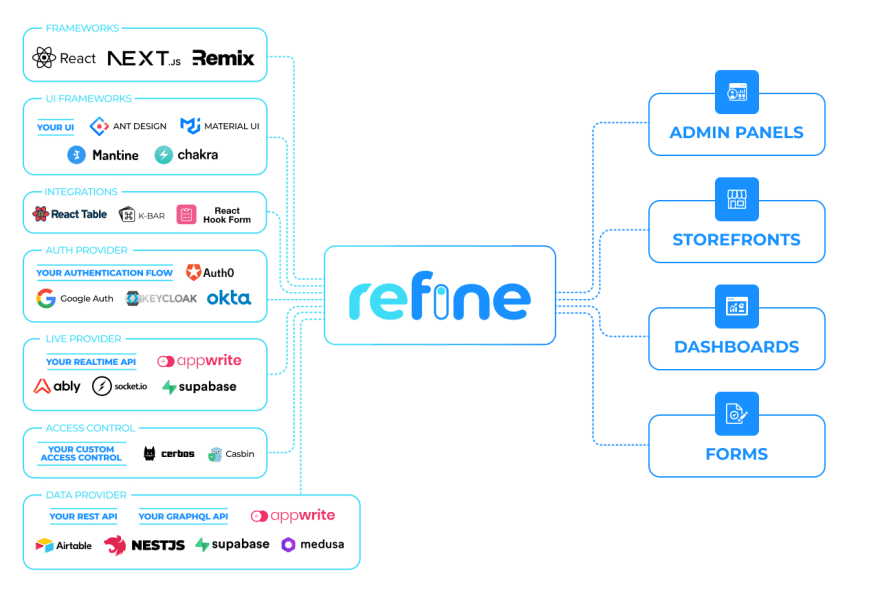 FRAMEWORKS
React NEXT.JS Remix
UI FRAMEWORKS
YOUR UI ANT DESIGN MATERIAL UI
Mantine chakra
INTEGRATIONS
React Table K-BAR React Hook Form
AUTH PROVIDER
YOUR AUTHENTICATION FLOW Auth0
Google Auth KEYCLOAK okta
LIVE PROVIDER
YOUR REALTIME API appwrite
ably socket.io supabase
ACCESS CONTROL
YOUR CUSTOM
ACCESS CONTROL cerbos Casbin
DATA PROVIDER
YOUR REST API YOUR GRAPHQL API appwrite
Airtable NESTJS supabase medusa
refine
ADMIN PANELS
STOREFRONTS
DASHBOARDS
FORMS